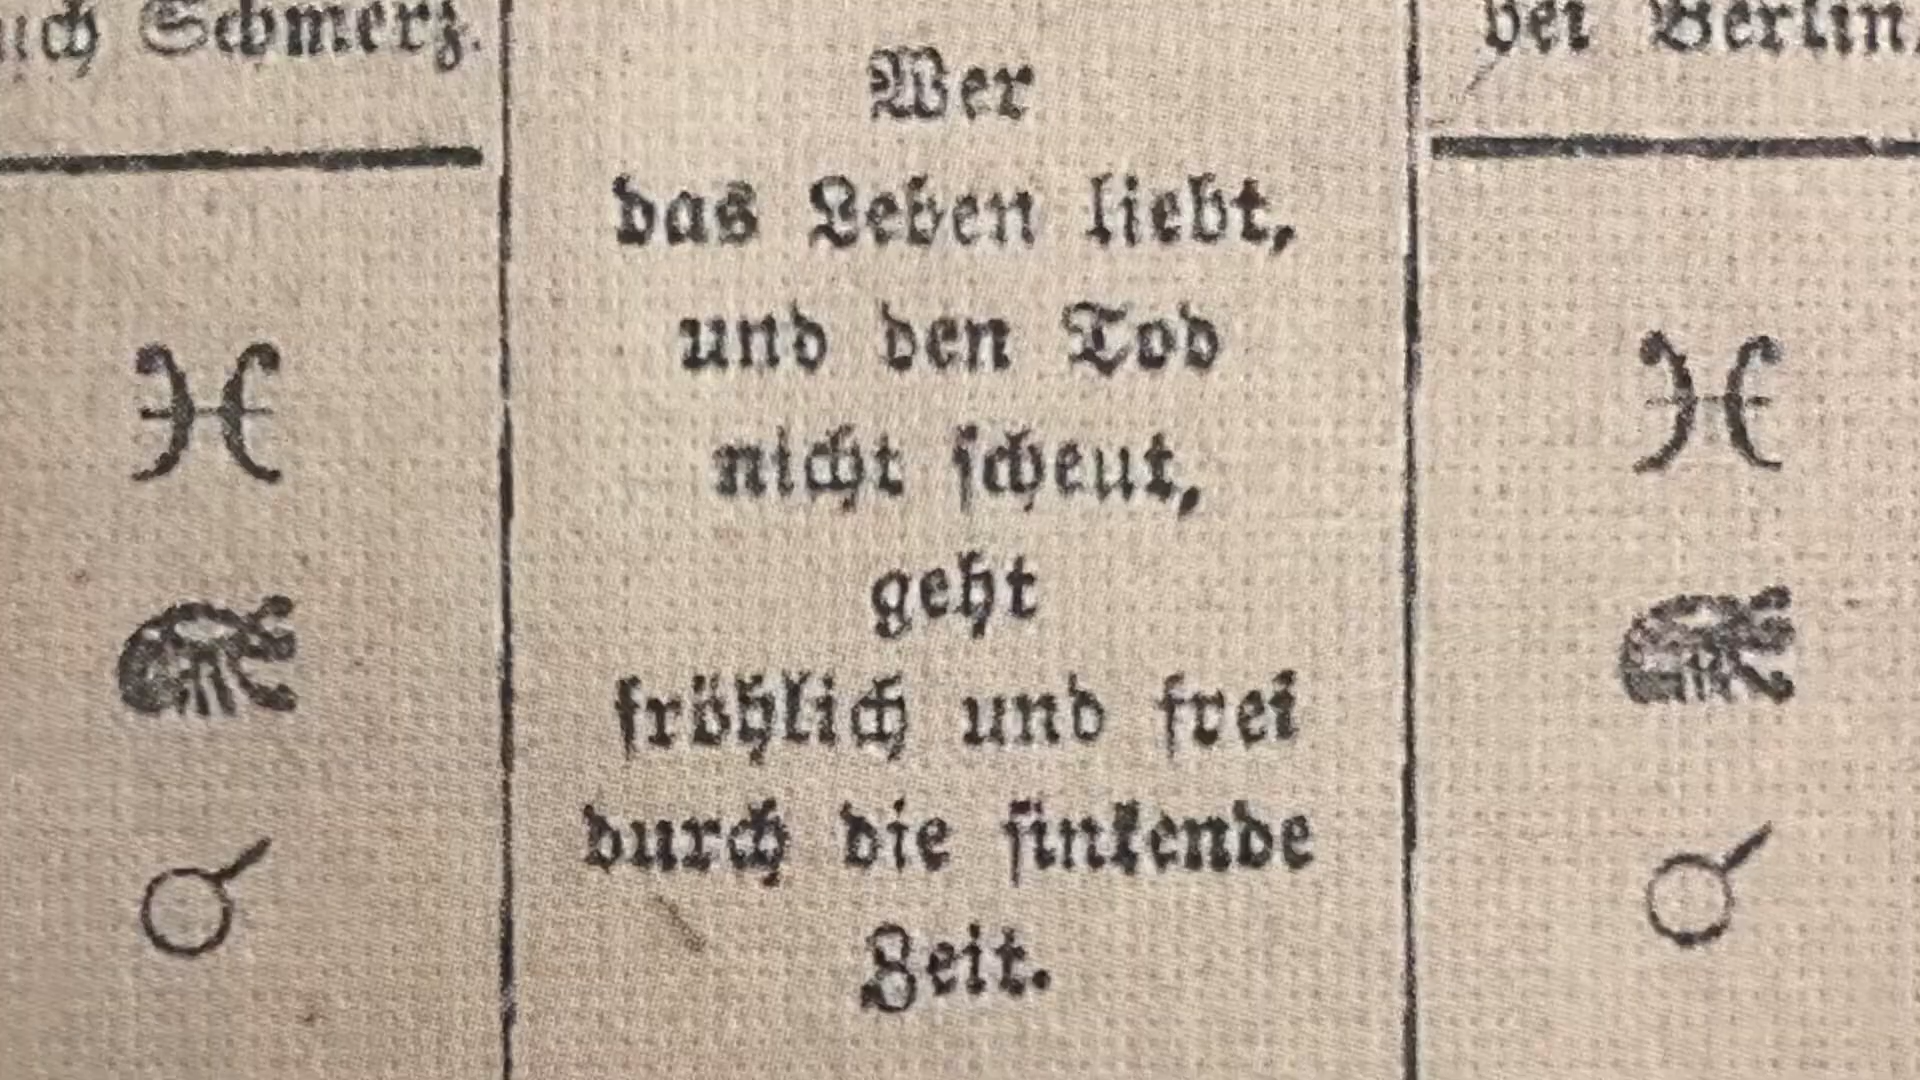 Schmerz.
Wer
das Leben liebt,
und den Tod
nicht scheut,
geht
fröhlich und frei
durch die sinkende
Zeit.
bei Berlin.